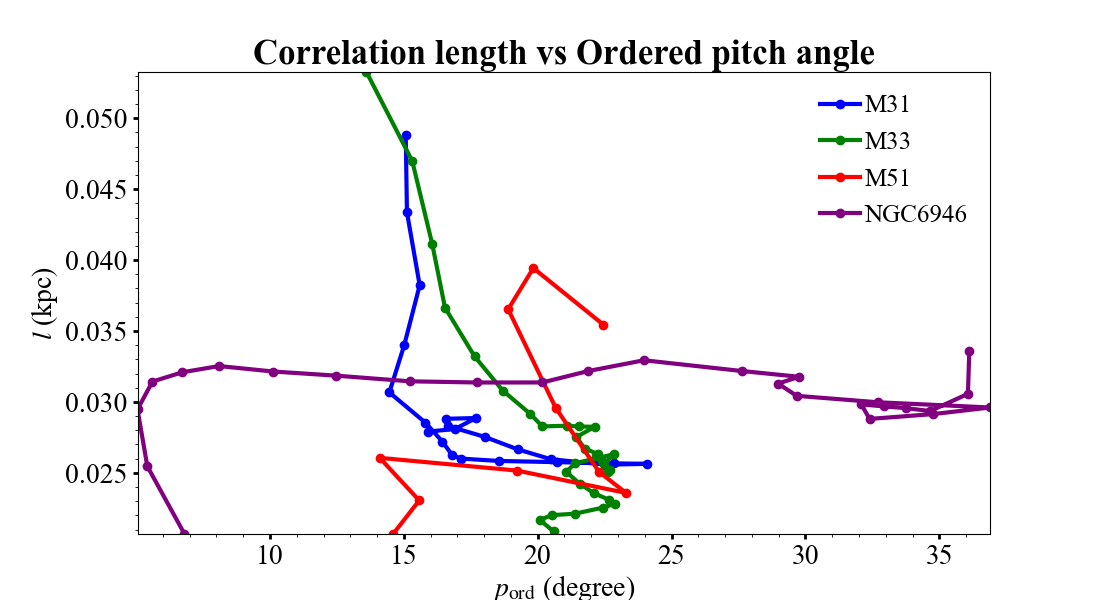 Correlation length vs Ordered pitch angle
M31
M33
M51
NGC6946
0.050
0.045
0.040
0.035
0.030
0.025
l (kpc)
10 15 20 25 30 35
p_ord (degree)